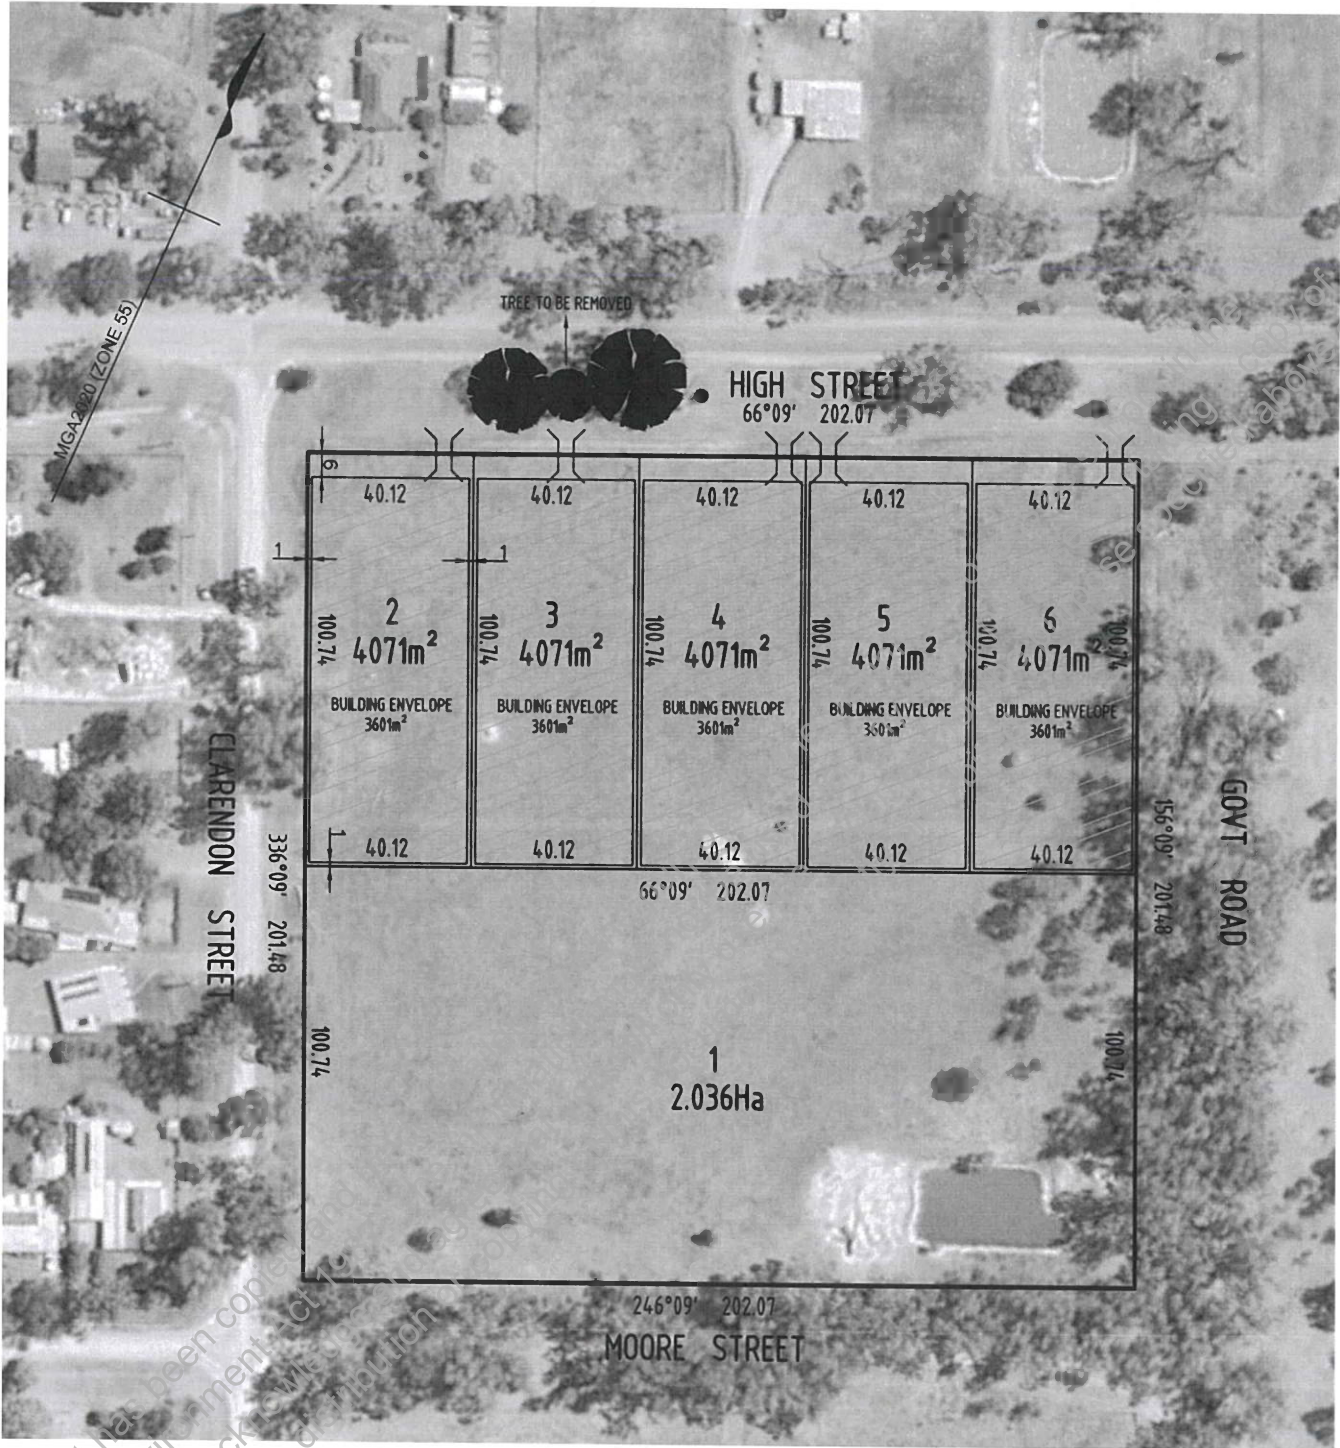 MGA2020 (ZONE 55)
TREE TO BE REMOVED
HIGH STREET
66°09' 202.07
6
40.12
40.12
40.12
40.12
40.12
1
1
2
4071m²
3
4071m²
4
4071m²
5
4071m²
6
4071m²
100.74
100.74
100.74
100.74
100.74
100.74
BUILDING ENVELOPE
3601m²
BUILDING ENVELOPE
3601m²
BUILDING ENVELOPE
3601m²
BUILDING ENVELOPE
3601m²
BUILDING ENVELOPE
3601m²
CLARENDON STREET
336°09' 201.48
GOVT ROAD
156°09' 201.48
1
40.12
40.12
40.12
40.12
40.12
66°09' 202.07
100.74
100.74
1
2.036Ha
246°09' 202.07
MOORE STREET
been copied